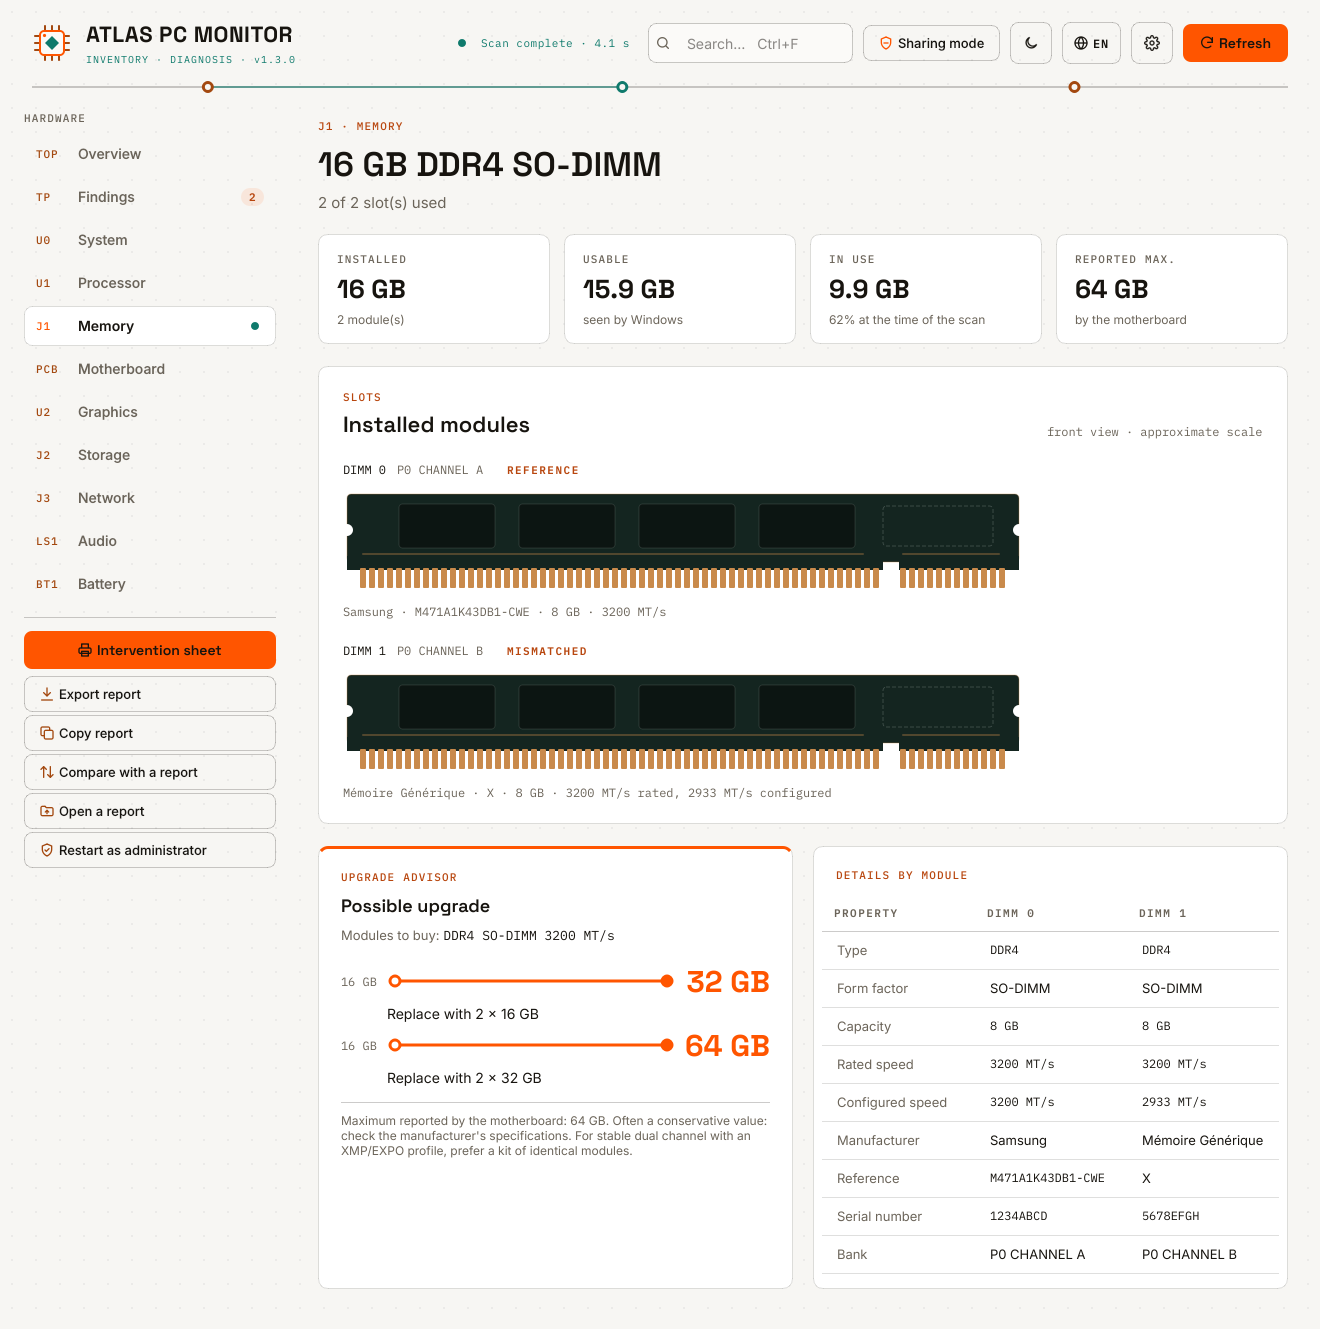 ATLAS PC MONITOR
INVENTORY · DIAGNOSIS · v1.3.0
Scan complete · 4.1 s
Search... Ctrl+F
Sharing mode
EN
Refresh
HARDWARE
TOP Overview
TP Findings 2
U0 System
U1 Processor
J1 Memory
PCB Motherboard
U2 Graphics
J2 Storage
J3 Network
LS1 Audio
BT1 Battery
Intervention sheet
Export report
Copy report
Compare with a report
Open a report
Restart as administrator
J1 · MEMORY
16 GB DDR4 SO-DIMM
2 of 2 slot(s) used
INSTALLED
16 GB
2 module(s)
USABLE
15.9 GB
seen by Windows
IN USE
9.9 GB
62% at the time of the scan
REPORTED MAX.
64 GB
by the motherboard
SLOTS
Installed modules
front view · approximate scale
DIMM 0 P0 CHANNEL A REFERENCE
Samsung · M471A1K43DB1-CWE · 8 GB · 3200 MT/s
DIMM 1 P0 CHANNEL B MISMATCHED
Mémoire Générique · X · 8 GB · 3200 MT/s rated, 2933 MT/s configured
UPGRADE ADVISOR
Possible upgrade
Modules to buy: DDR4 SO-DIMM 3200 MT/s
16 GB 32 GB
Replace with 2 × 16 GB
16 GB 64 GB
Replace with 2 × 32 GB
Maximum reported by the motherboard: 64 GB. Often a conservative value:
check the manufacturer's specifications. For stable dual channel with an
XMP/EXPO profile, prefer a kit of identical modules.
DETAILS BY MODULE
PROPERTY DIMM 0 DIMM 1
Type DDR4 DDR4
Form factor SO-DIMM SO-DIMM
Capacity 8 GB 8 GB
Rated speed 3200 MT/s 3200 MT/s
Configured speed 3200 MT/s 2933 MT/s
Manufacturer Samsung Mémoire Générique
Reference M471A1K43DB1-CWE X
Serial number 1234ABCD 5678EFGH
Bank P0 CHANNEL A P0 CHANNEL B